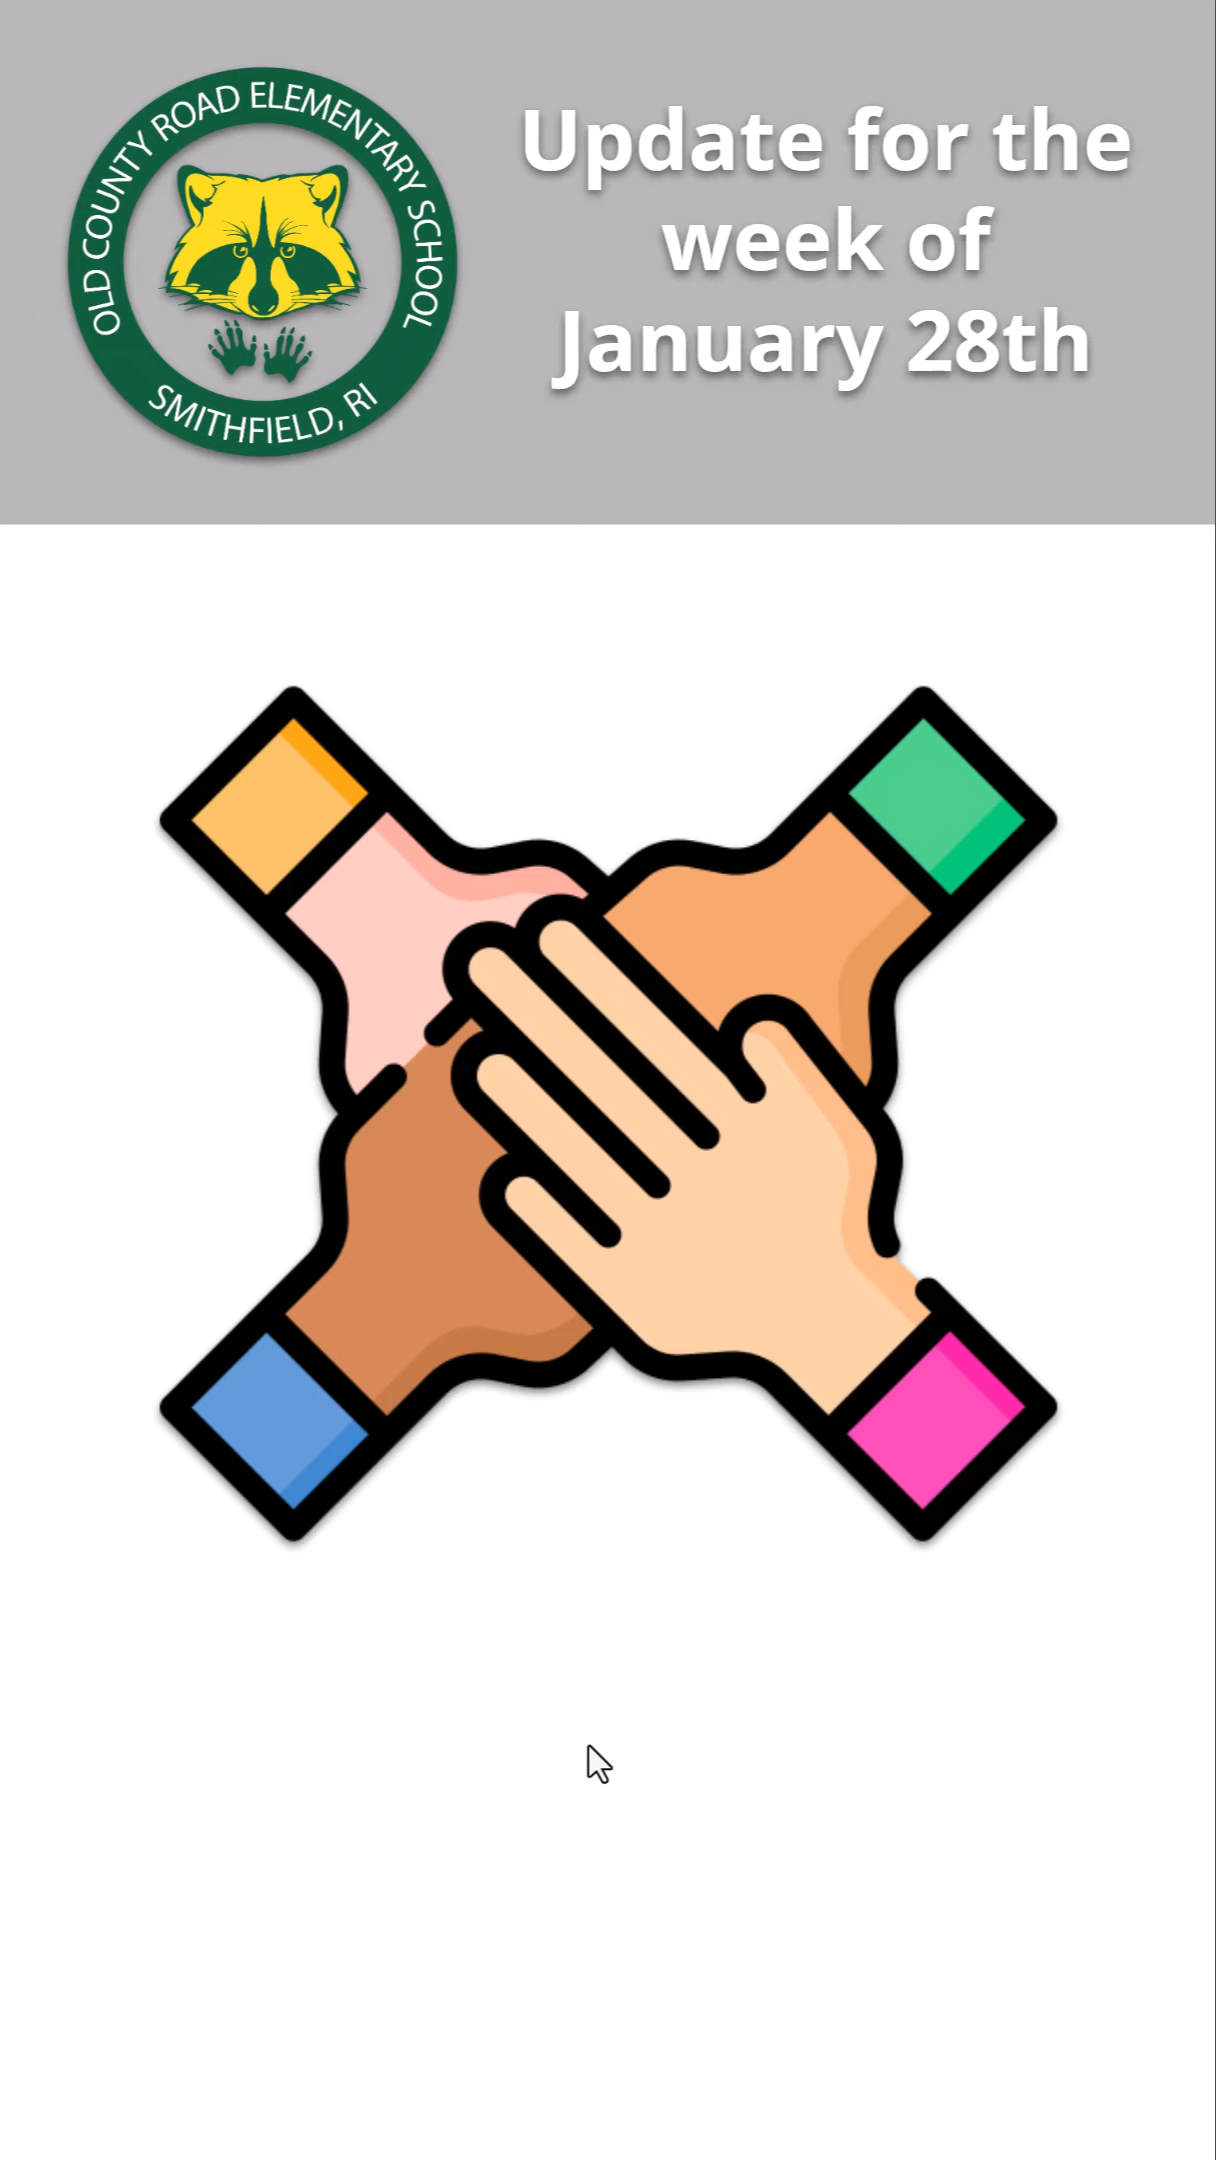 OLD COUNTY ROAD ELEMENTARY SCHOOL
SMITHFIELD, RI
Update for the
week of
January 28th